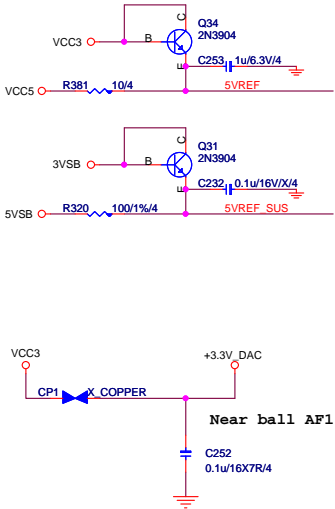 C
Q34
2N3904
VCC3
B
E
C253
1u/6.3V/4
VCC5
R381
10/4
5VREF
C
Q31
2N3904
3VSB
B
E
C232
0.1u/16V/X/4
5VSB
R320
100/1%/4
5VREF_SUS
VCC3
+3.3V_DAC
CP1
X_COPPER
Near ball AF1
C252
0.1u/16X7R/4